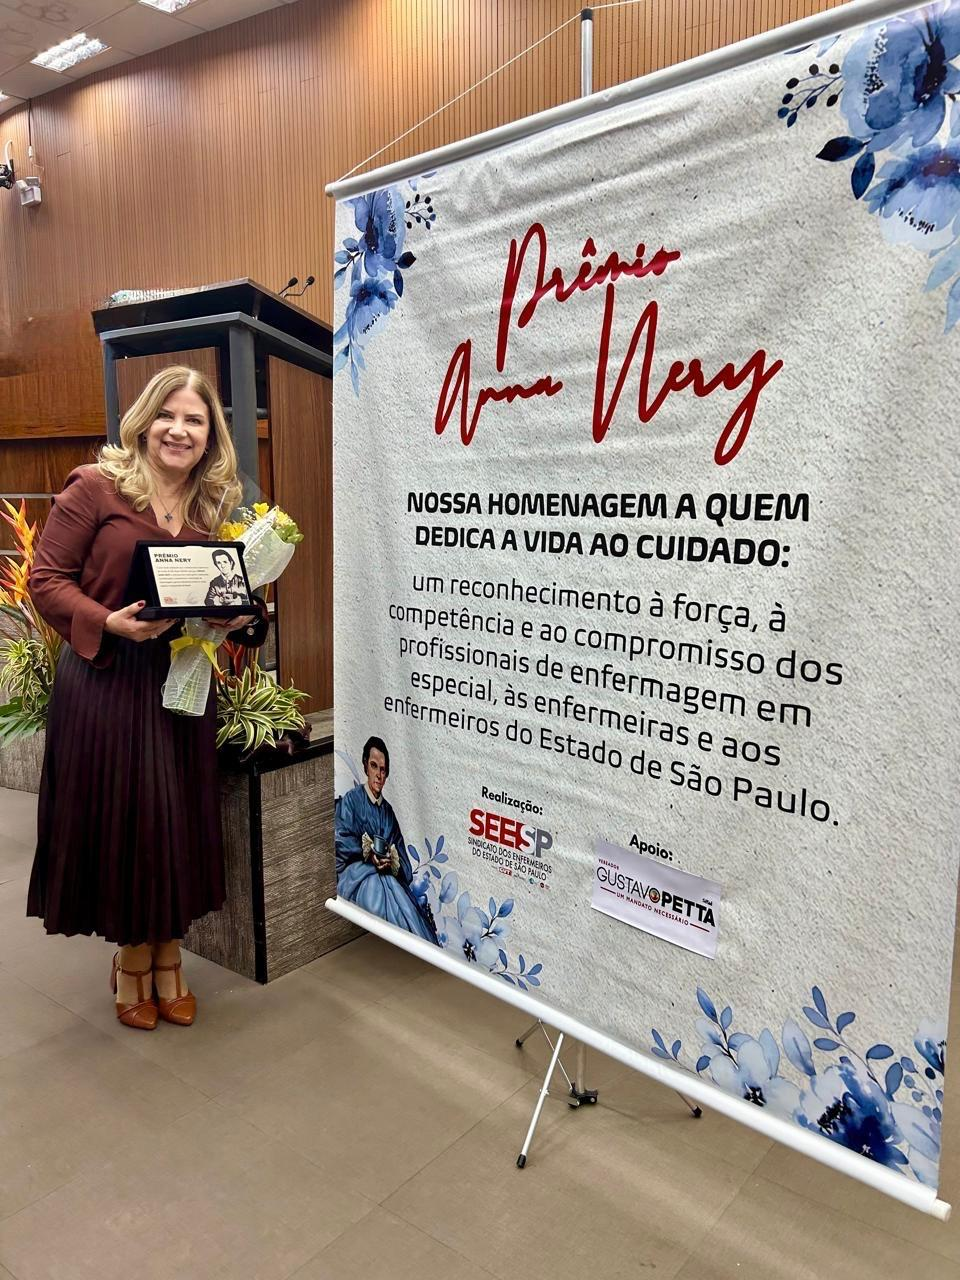 Prêmio
Anna Nery
NOSSA HOMENAGEM A QUEM
DEDICA A VIDA AO CUIDADO:
um reconhecimento à força, à
competência e ao compromisso dos
profissionais de enfermagem em
especial, às enfermeiras e aos
enfermeiros do Estado de São Paulo.
Realização:
SEESP
SINDICATO DOS ENFERMEIROS
DO ESTADO DE SÃO PAULO
CUT
Apoio:
VEREADOR
GUSTAVO PETTA
UM MANDATO NECESSÁRIO
PRÊMIO
ANNA NERY